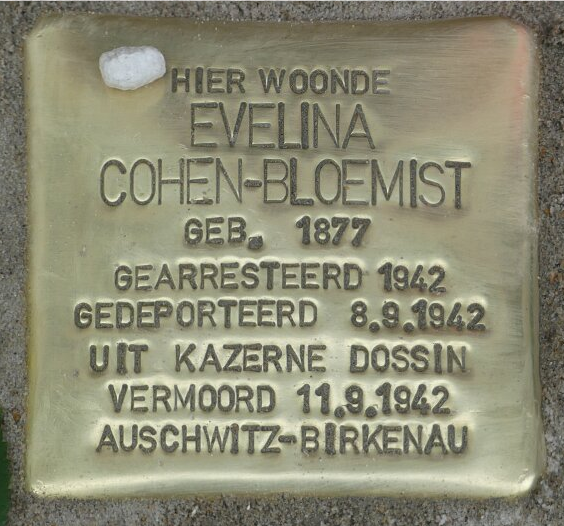 HIER WOONDE
EVELINA
COHEN-BLOEMIST
GEB. 1877
GEARRESTEERD 1942
GEDEPORTEERD 8.9.1942
UIT KAZERNE DOSSIN
VERMOORD 11.9.1942
AUSCHWITZ-BIRKENAU